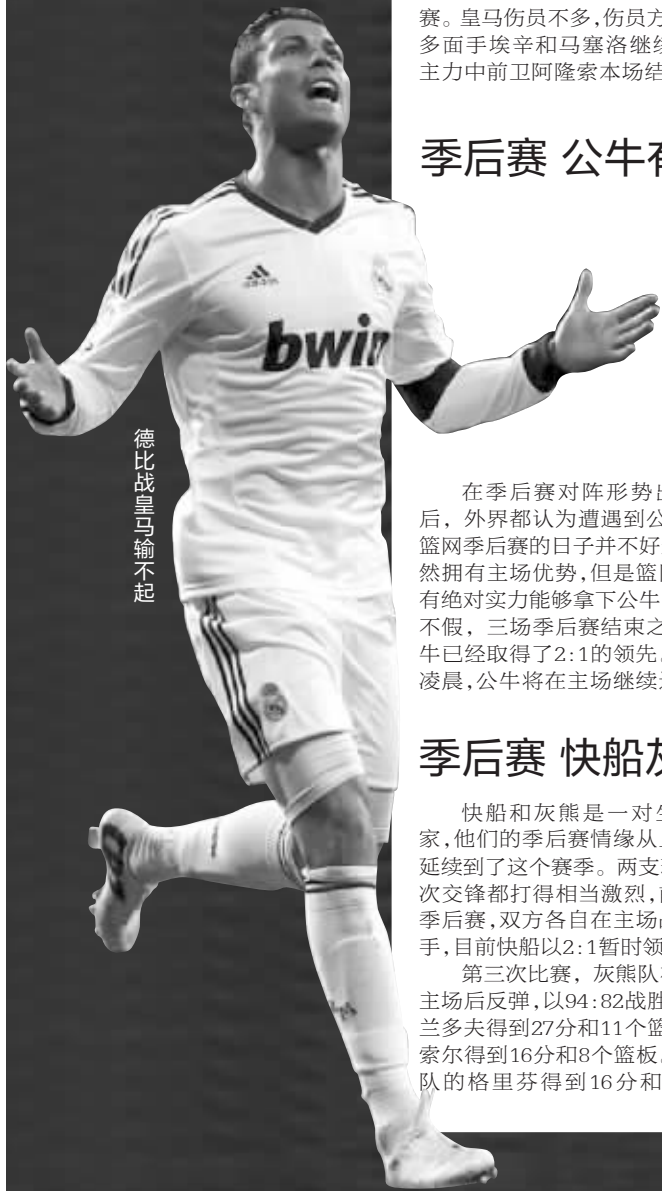 赛。皇马伤员不多,伤员方
多面手埃辛和马塞洛继续
主力中前卫阿隆索本场结
季后赛 公牛有
adidas
bwin
德比战皇马输不起
在季后赛对阵形势出
后，外界都认为遭遇到公
篮网季后赛的日子并不好
然拥有主场优势,但是篮
有绝对实力能够拿下公牛
不假，三场季后赛结束之
牛已经取得了2:1的领先
凌晨,公牛将在主场继续
季后赛 快船灰
快船和灰熊是一对
家,他们的季后赛情缘从
延续到了这个赛季。两支
次交锋都打得相当激烈,
季后赛,双方各自在主场
手,目前快船以2:1暂时领
第三次比赛，灰熊队
主场后反弹,以94:82战胜
兰多夫得到27分和11个篮
索尔得到16分和8个篮板
队的格里芬得到16分和